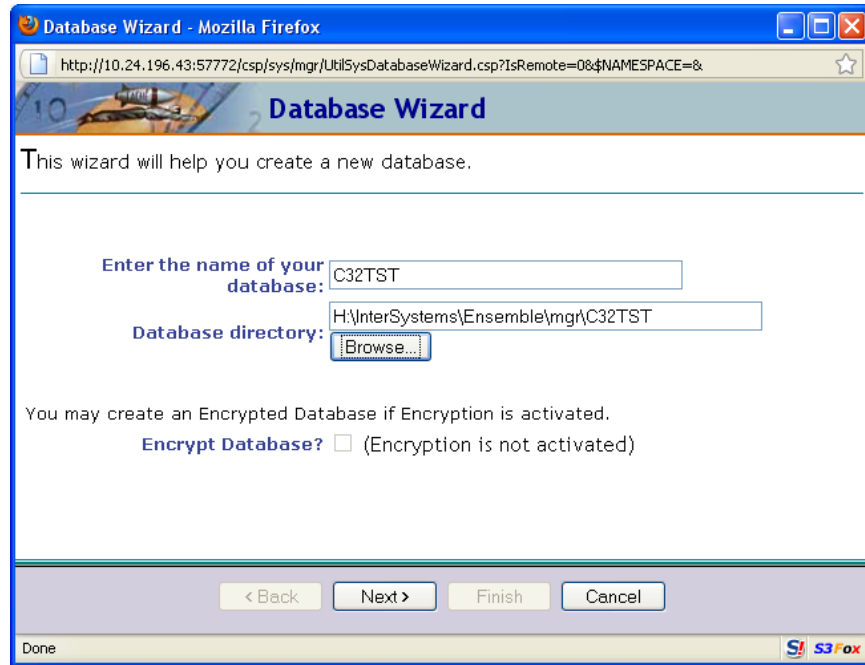 Database Wizard - Mozilla Firefox
http://10.24.196.43:57772/csp/sys/mgr/UtilSysDatabaseWizard.csp?IsRemote=0&$NAMESPACE=&
10
2
Database Wizard
This wizard will help you create a new database.
Enter the name of your
database:
C32TST
H:\InterSystems\Ensemble\mgr\C32TST
Database directory:
Browse...
You may create an Encrypted Database if Encryption is activated.
Encrypt Database? (Encryption is not activated)
< Back Next > Finish Cancel
Done S! S3Fox